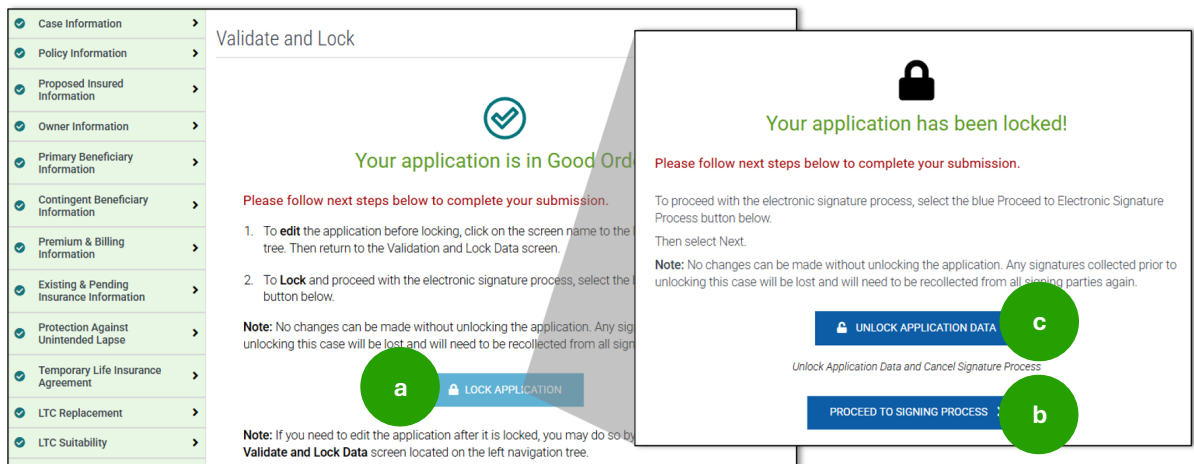 Case Information
Policy Information
Proposed Insured
Information
Owner Information
Primary Beneficiary
Information
Contingent Beneficiary
Information
Premium & Billing
Information
Existing & Pending
Insurance Information
Protection Against
Unintended Lapse
Temporary Life Insurance
Agreement
LTC Replacement
LTC Suitability
Validate and Lock
Your application is in Good Ord
Please follow next steps below to complete your submission.
1. To edit the application before locking, click on the screen name to the
tree. Then return to the Validation and Lock Data screen.
2. To Lock and proceed with the electronic signature process, select the
button below.
Note: No changes can be made without unlocking the application. Any sig
unlocking this case will be lost and will need to be recollected from all sign
a
LOCK APPLICATION
Note: If you need to edit the application after it is locked, you may do so by
Validate and Lock Data screen located on the left navigation tree.
Your application has been locked!
Please follow next steps below to complete your submission.
To proceed with the electronic signature process, select the blue Proceed to Electronic Signature
Process button below.
Then select Next.
Note: No changes can be made without unlocking the application. Any signatures collected prior to
unlocking this case will be lost and will need to be recollected from all signing parties again.
UNLOCK APPLICATION DATA
c
Unlock Application Data and Cancel Signature Process
PROCEED TO SIGNING PROCESS
b